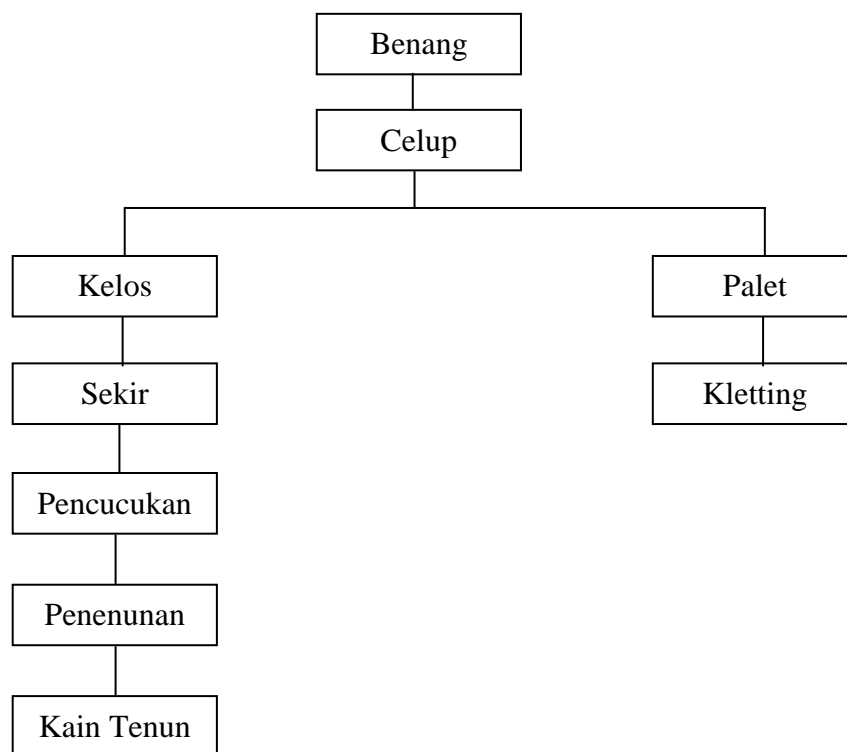 Benang
Celup
Kelos
Palet
Sekir
Kletting
Pencucukan
Penenunan
Kain Tenun